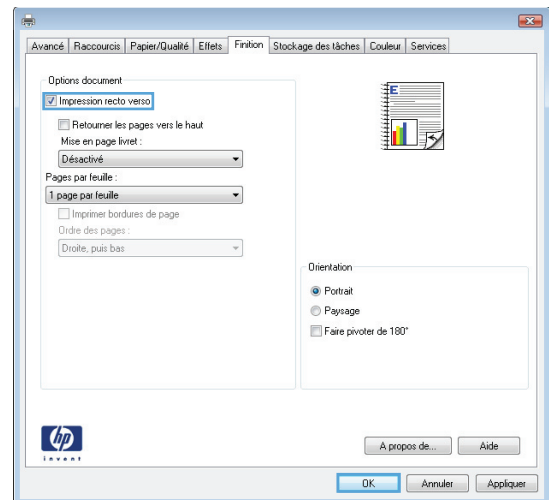 Avancé Raccourcis Papier/Qualité Effets Finition Stockage des tâches Couleur Services
Options document
Impression recto verso
Retourner les pages vers le haut
Mise en page livret :
Désactivé
Pages par feuille :
1 page par feuille
Imprimer bordures de page
Ordre des pages :
Droite, puis bas
E
Orientation
Portrait
Paysage
Faire pivoter de 180°
hp
invent
A propos de... Aide
OK Annuler Appliquer